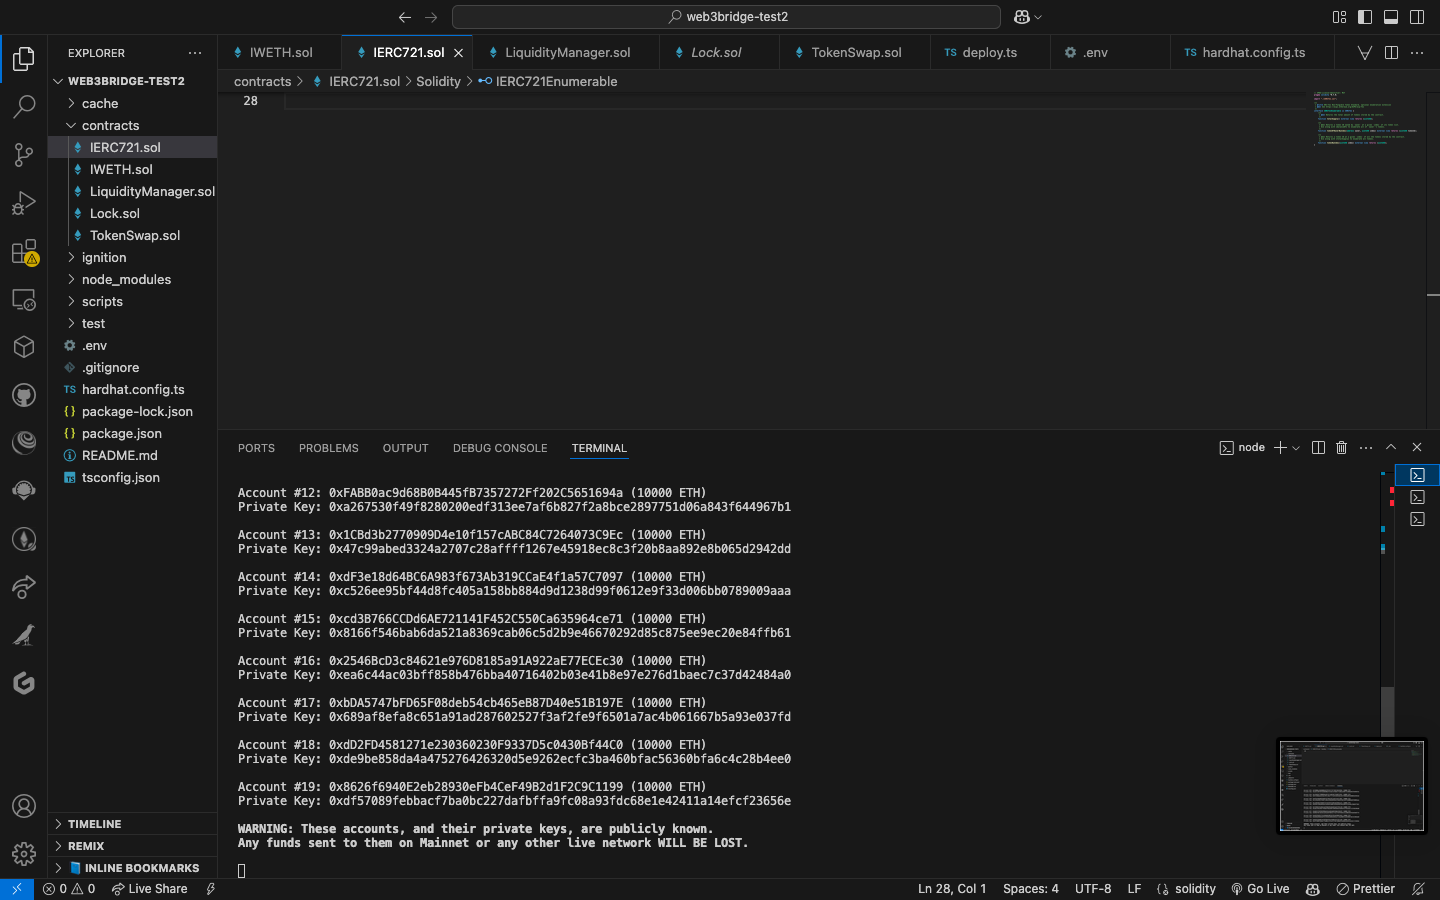 web3bridge-test2
EXPLORER
IWETH.sol
IERC721.sol
LiquidityManager.sol
Lock.sol
TokenSwap.sol
TS deploy.ts
.env
TS hardhat.config.ts
WEB3BRIDGE-TEST2
contracts > IERC721.sol > Solidity > IERC721Enumerable
28
cache
contracts
IERC721.sol
IWETH.sol
LiquidityManager.sol
Lock.sol
TokenSwap.sol
ignition
node_modules
scripts
test
.env
.gitignore
TS hardhat.config.ts
{} package-lock.json
{} package.json
README.md
TS tsconfig.json
TIMELINE
REMIX
INLINE BOOKMARKS
PORTS PROBLEMS OUTPUT DEBUG CONSOLE TERMINAL
node
Account #12: 0xFABB0ac9d68B0B445fB7357272Ff202C5651694a (10000 ETH)
Private Key: 0xa267530f49f8280200edf313ee7af6b827f2a8bce2897751d06a843f644967b1
Account #13: 0x1CBd3b2770909D4e10f157cABC84C7264073C9Ec (10000 ETH)
Private Key: 0x47c99abed3324a2707c28affff1267e45918ec8c3f20b8aa892e8b065d2942dd
Account #14: 0xdF3e18d64BC6A983f673Ab319CCaE4f1a57C7097 (10000 ETH)
Private Key: 0xc526ee95bf44d8fc405a158bb884d9d1238d99f0612e9f33d006bb0789009aaa
Account #15: 0xcd3B766CCDd6AE721141F452C550Ca635964ce71 (10000 ETH)
Private Key: 0x8166f546bab6da521a8369cab06c5d2b9e46670292d85c875ee9ec20e84ffb61
Account #16: 0x2546BcD3c84621e976D8185a91A922aE77ECEc30 (10000 ETH)
Private Key: 0xea6c44ac03bff858b476bba40716402b03e41b8e97e276d1baec7c37d42484a0
Account #17: 0xbDA5747bFD65F08deb54cb465eB87D40e51B197E (10000 ETH)
Private Key: 0x689af8efa8c651a91ad287602527f3af2fe9f6501a7ac4b061667b5a93e037fd
Account #18: 0xdD2FD4581271e230360230F9337D5c0430Bf44C0 (10000 ETH)
Private Key: 0xde9be858da4a475276426320d5e9262ecfc3ba460bfac56360bfa6c4c28b4ee0
Account #19: 0x8626f6940E2eb28930eFb4CeF49B2d1F2C9C1199 (10000 ETH)
Private Key: 0xdf57089febbacf7ba0bc227dafbffa9fc08a93fdc68e1e42411a14efcf23656e
WARNING: These accounts, and their private keys, are publicly known.
Any funds sent to them on Mainnet or any other live network WILL BE LOST.
0 0 Live Share
Ln 28, Col 1 Spaces: 4 UTF-8 LF solidity Go Live Prettier